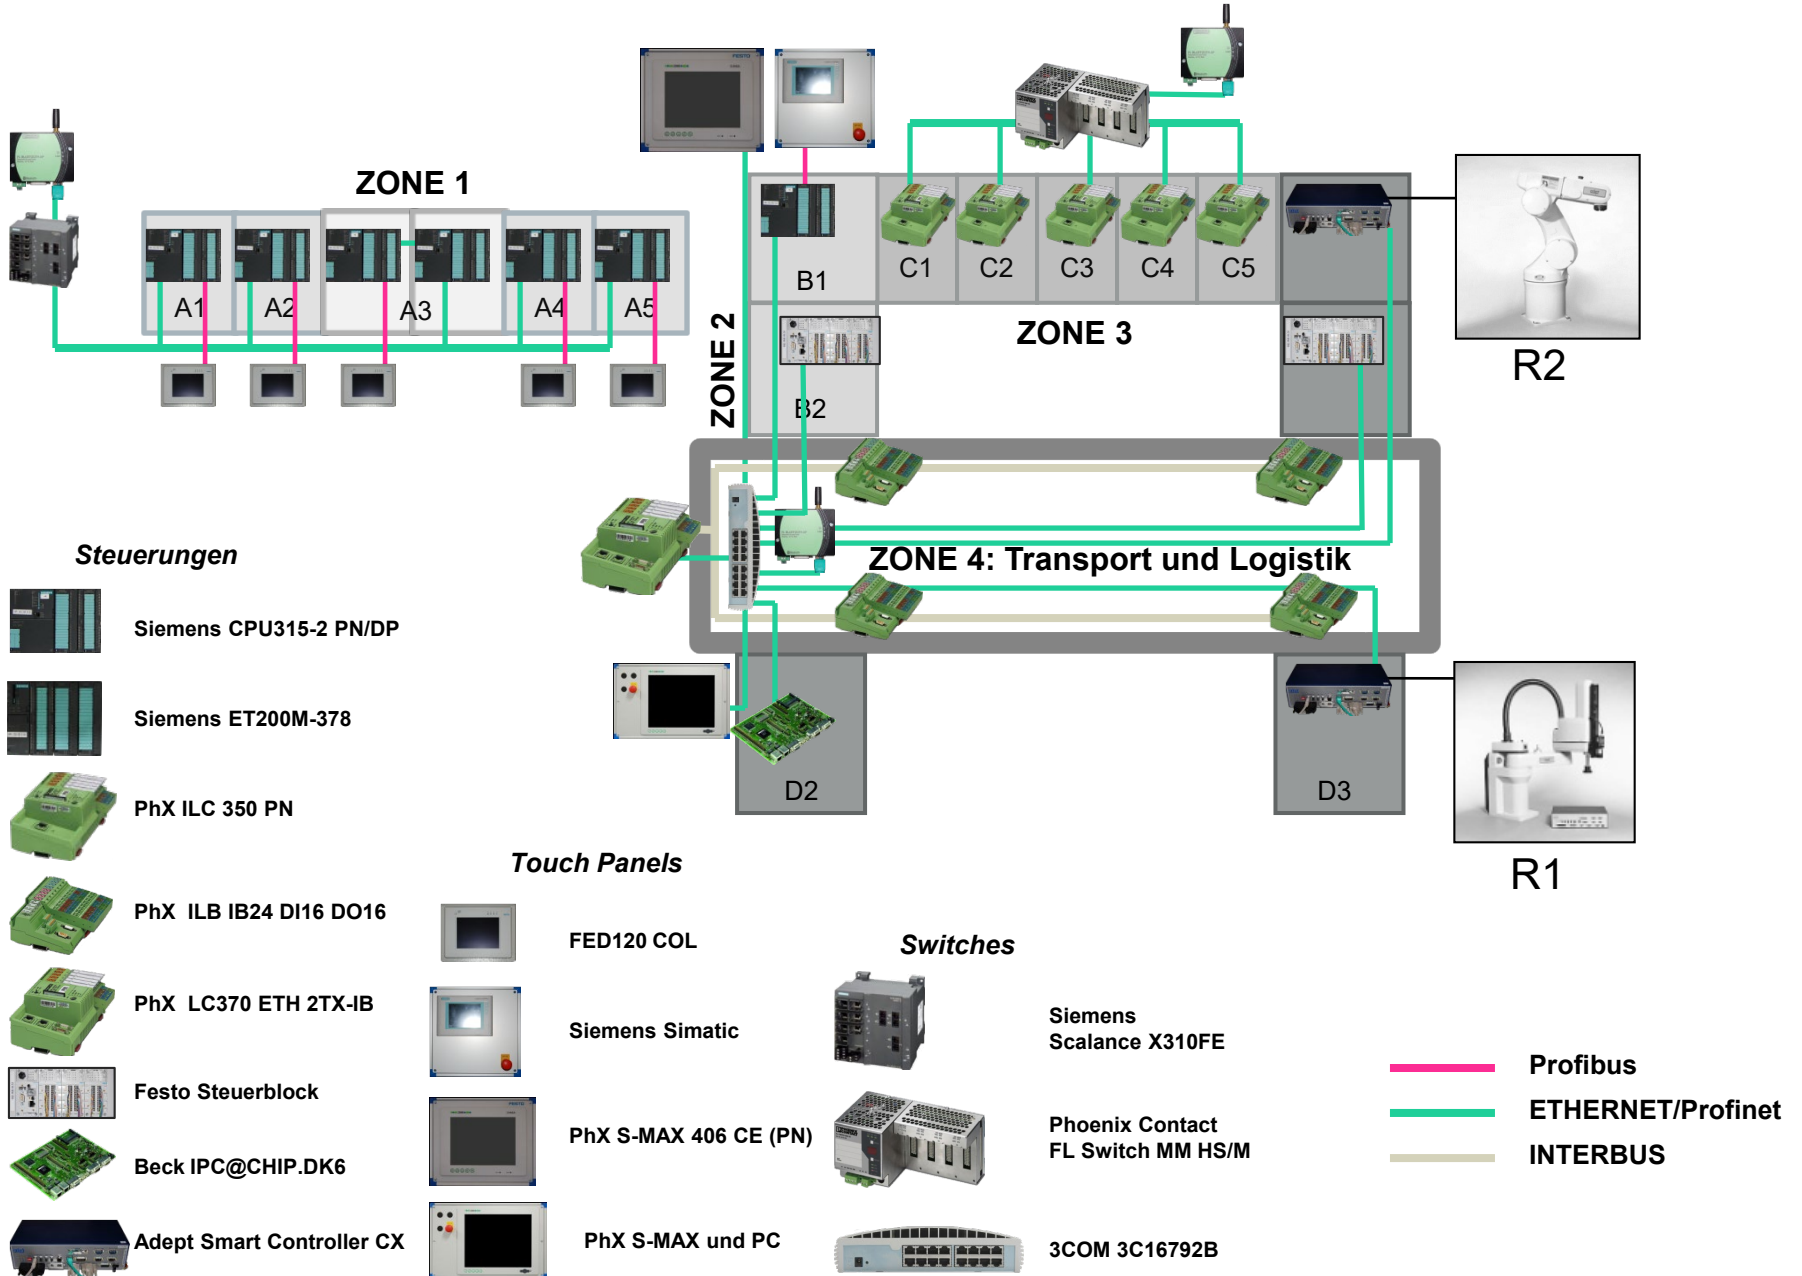 ZONE 1
A1
A2
A3
A4
A5
FESTO
B1
C1
C2
C3
C4
C5
ZONE 2
B2
ZONE 3
R2
ZONE 4: Transport und Logistik
D2
D3
R1
Steuerungen
Siemens CPU315-2 PN/DP
Siemens ET200M-378
PhX ILC 350 PN
PhX ILB IB24 DI16 DO16
PhX LC370 ETH 2TX-IB
Festo Steuerblock
Beck IPC@CHIP.DK6
Adept Smart Controller CX
Touch Panels
FED120 COL
Siemens Simatic
PhX S-MAX 406 CE (PN)
PhX S-MAX und PC
Switches
Siemens
Scalance X310FE
Phoenix Contact
FL Switch MM HS/M
3COM 3C16792B
Profibus
ETHERNET/Profinet
INTERBUS